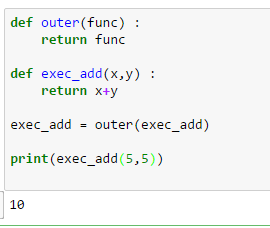 def outer(func) :
    return func
def exec_add(x,y) :
    return x+y
exec_add = outer(exec_add)
print(exec_add(5,5))
10